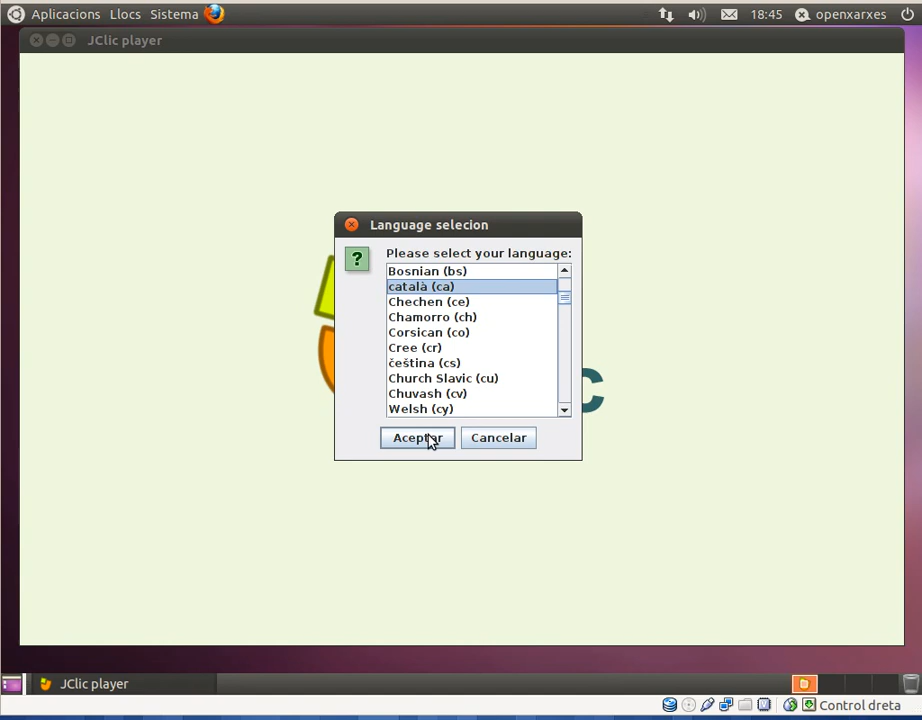 Aplicacions Llocs Sistema 18:45 openxarxes
JClic player
Language selecion
Please select your language:
Bosnian (bs)
català (ca)
Chechen (ce)
Chamorro (ch)
Corsican (co)
Cree (cr)
čeština (cs)
Church Slavic (cu)
Chuvash (cv)
Welsh (cy)
Aceptar Cancelar
C
JClic player
Control dreta